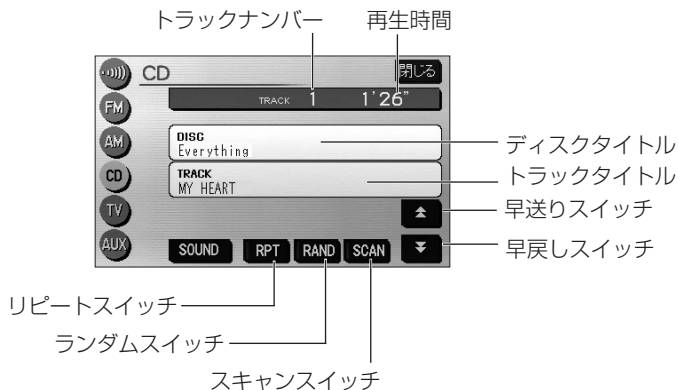 トラックナンバー 再生時間
CD 閉じる
TRACK 1 1'26"
FM
DISC
Everything
ディスクタイトル
AM
TRACK
MY HEART
トラックタイトル
CD
早送りスイッチ
TV
AUX SOUND RPT RAND SCAN
早戻しスイッチ
リピートスイッチ
ランダムスイッチ
スキャンスイッチ